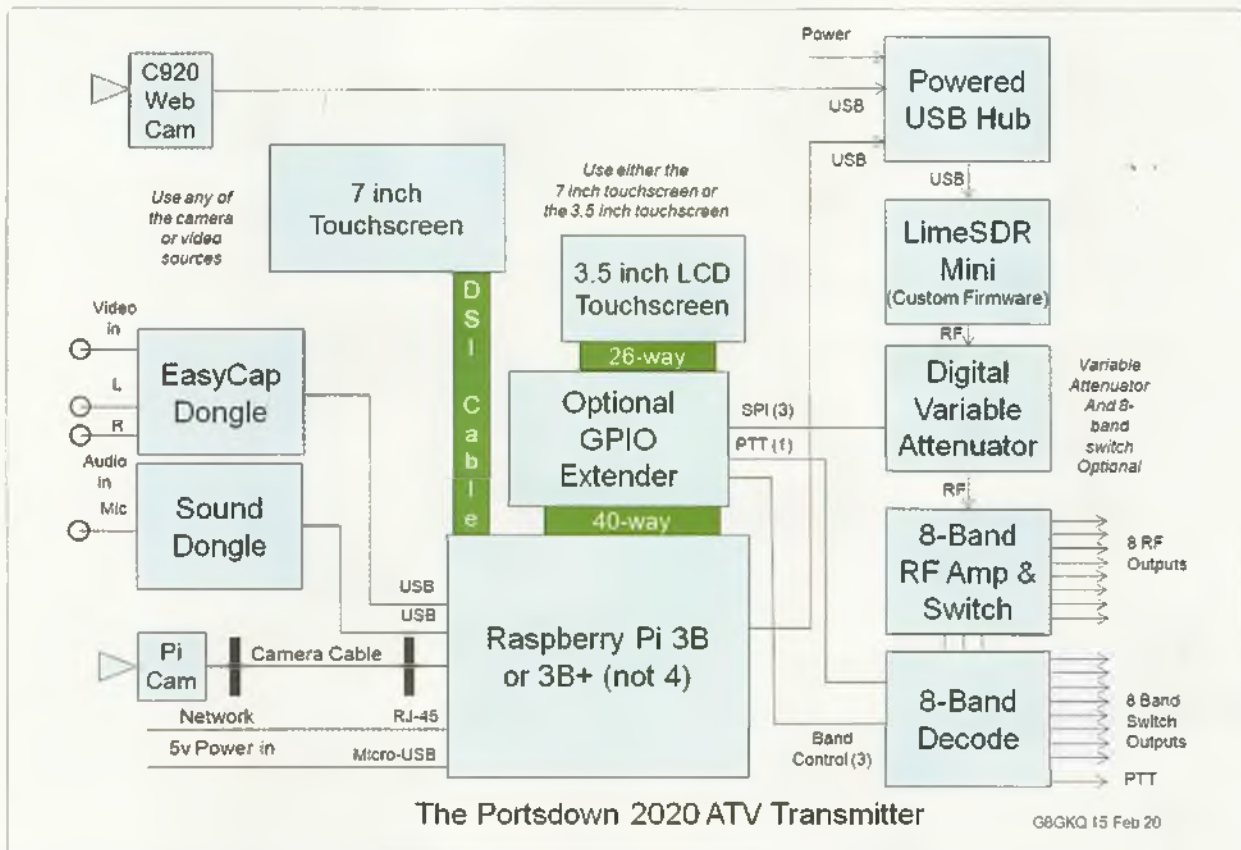 C920
Web
Cam
Power
USB
USB
Powered
USB Hub
USB
Use any of
the camera
or video
sources
7 inch
Touchscreen
Use either the
7 inch touchscreen or
the 3.5 inch touchscreen
3.5 inch LCD
Touchscreen
LimeSDR
Mini
(Custom Firmware)
RF
DSI Cable
26-way
Video
in
L
R
EasyCap
Dongle
Optional
GPIO
Extender
SPI (3)
PTT (1)
Digital
Variable
Attenuator
Variable
Attenuator
And 8-
band
switch
Optional
RF
Audio
in
Mic
Sound
Dongle
40-way
8-Band
RF Amp &
Switch
8 RF
Outputs
USB
USB
Raspberry Pi 3B
or 3B+ (not 4)
Pi
Cam
Camera Cable
Network
RJ-45
5v Power in
Micro-USB
Band
Control (3)
8-Band
Decode
8 Band
Switch
Outputs
PTT
The Portsdown 2020 ATV Transmitter
G8GKQ 15 Feb 20